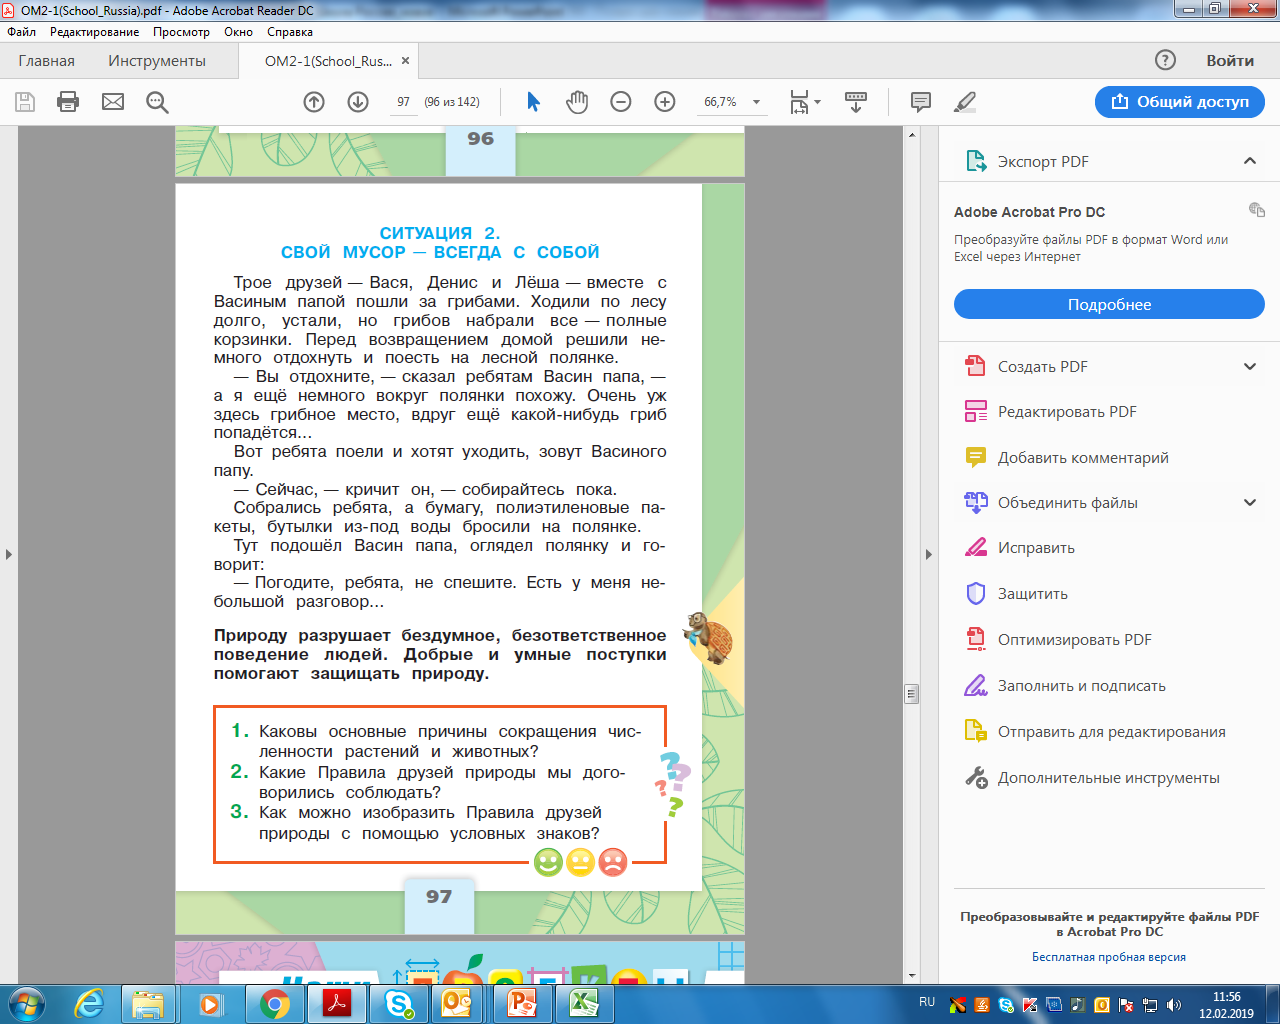 OM2-1(School_Russia).pdf - Adobe Acrobat Reader DC
Файл Редактирование Просмотр Окно Справка
Главная Инструменты OM2-1(School_Rus... × ? Войти
97 (96 из 142) 66,7% Общий доступ
96
СИТУАЦИЯ 2.
СВОЙ МУСОР — ВСЕГДА С СОБОЙ
Трое друзей — Вася, Денис и Лёша — вместе с
Васиным папой пошли за грибами. Ходили по лесу
долго, устали, но грибов набрали все — полные
корзинки. Перед возвращением домой решили не-
много отдохнуть и поесть на лесной полянке.
— Вы отдохните, — сказал ребятам Васин папа, —
а я ещё немного вокруг полянки похожу. Очень уж
здесь грибное место, вдруг ещё какой-нибудь гриб
попадётся...
Вот ребята поели и хотят уходить, зовут Васиного
папу.
— Сейчас, — кричит он, — собирайтесь пока.
Собрались ребята, а бумагу, полиэтиленовые па-
кеты, бутылки из-под воды бросили на полянке.
Тут подошёл Васин папа, оглядел полянку и го-
ворит:
— Погодите, ребята, не спешите. Есть у меня не-
большой разговор...
Природу разрушает бездумное, безответственное
поведение людей. Добрые и умные поступки
помогают защищать природу.
1. Каковы основные причины сокращения чис-
ленности растений и животных?
2. Какие Правила друзей природы мы дого-
ворились соблюдать?
3. Как можно изобразить Правила друзей
природы с помощью условных знаков?
? ? ? ?
97
Экспорт PDF
Adobe Acrobat Pro DC
Преобразуйте файлы PDF в формат Word или
Excel через Интернет
Подробнее
Создать PDF
Редактировать PDF
Добавить комментарий
Объединить файлы
Исправить
Защитить
Оптимизировать PDF
Заполнить и подписать
Отправить для редактирования
Дополнительные инструменты
Преобразовывайте и редактируйте файлы PDF
в Acrobat Pro DC
Бесплатная пробная версия
RU
11:56
12.02.2019